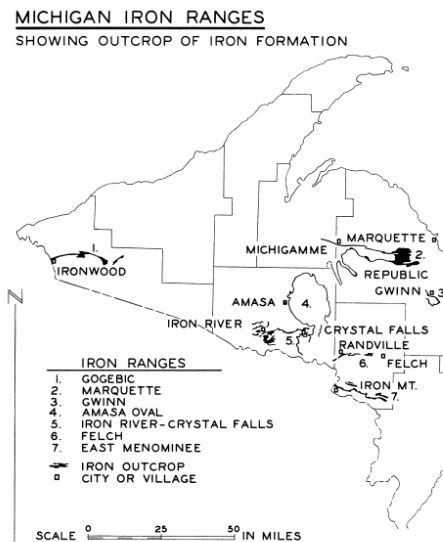 MICHIGAN IRON RANGES
SHOWING OUTCROP OF IRON FORMATION
MARQUETTE
MICHIGAMME
1.
2.
IRONWOOD
REPUBLIC
GWINN
3
AMASA
4.
IRON RIVER
CRYSTAL FALLS
5.
RANDVILLE
6.
FELCH
IRON MT.
7.
N
IRON RANGES
1. GOGEBIC
2. MARQUETTE
3. GWINN
4. AMASA OVAL
5. IRON RIVER-CRYSTAL FALLS
6. FELCH
7. EAST MENOMINEE
IRON OUTCROP
CITY OR VILLAGE
SCALE 0 25 50 IN MILES